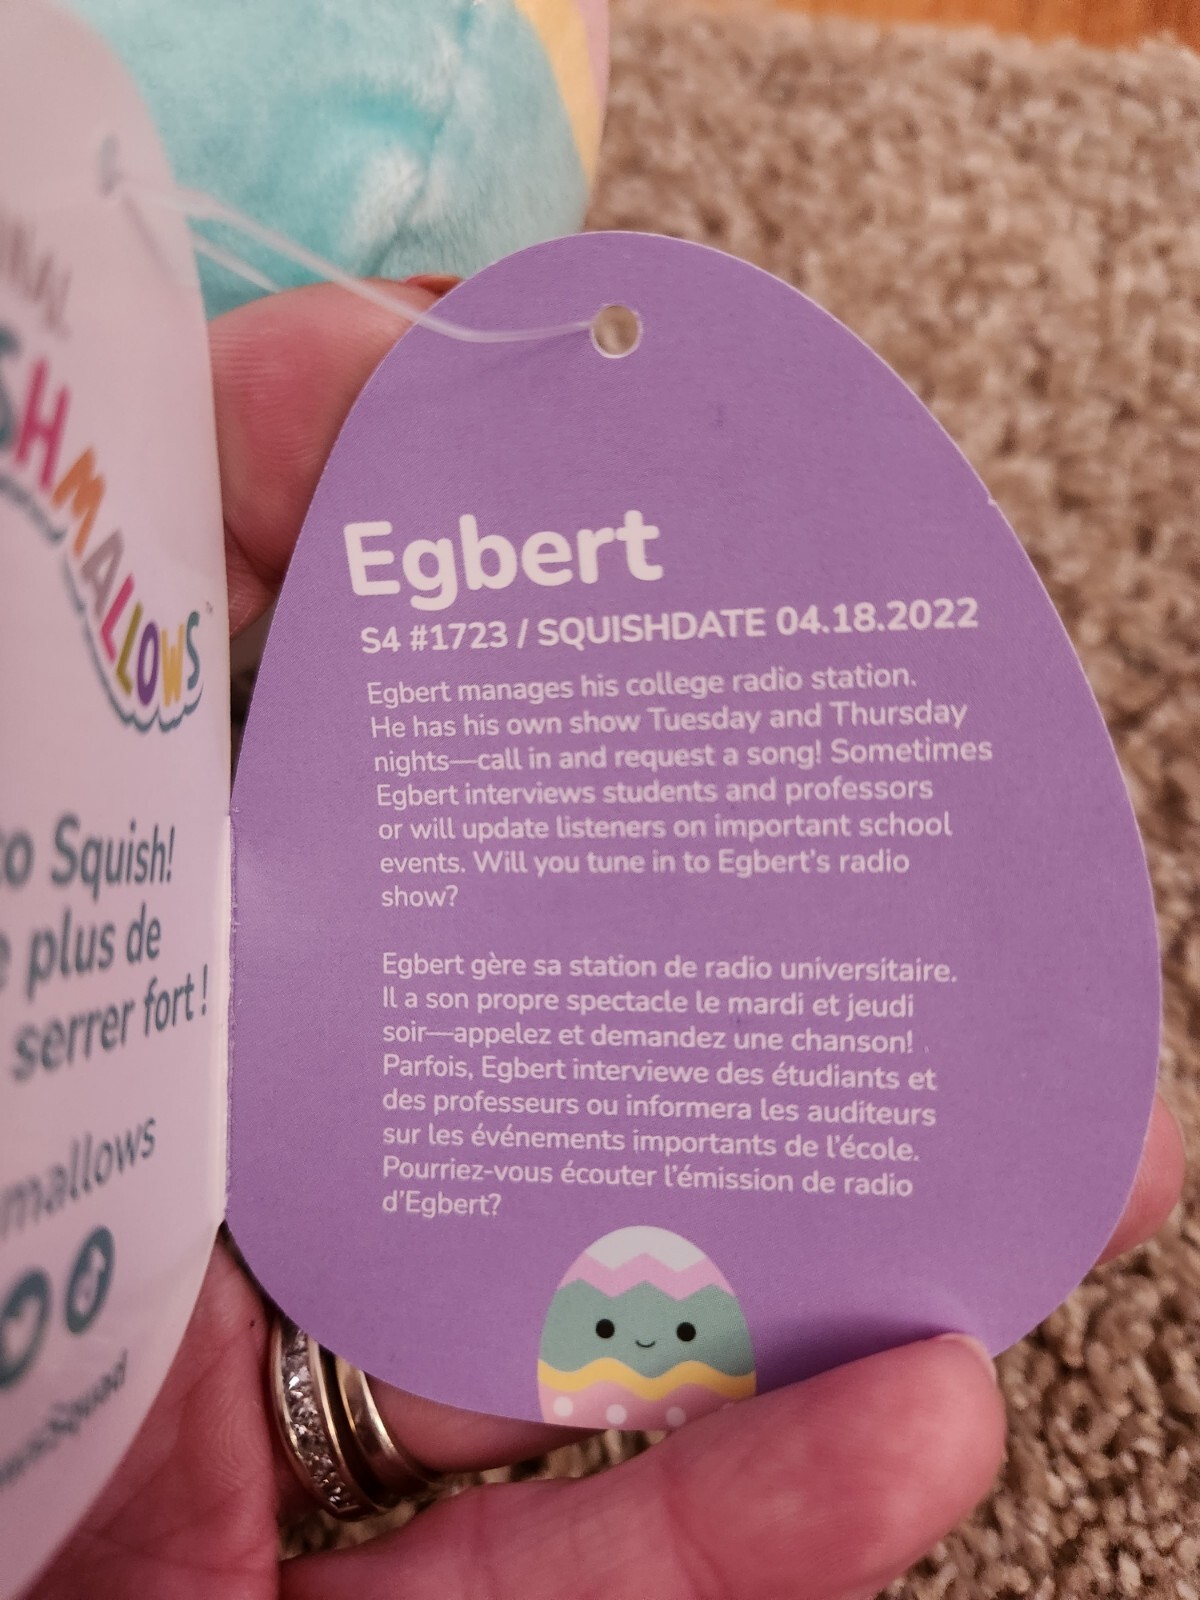 SHMALLOWS™
to Squish!
plus de
serrer fort!
mallows
Egbert
S4 #1723 / SQUISHDATE 04.18.2022
Egbert manages his college radio station.
He has his own show Tuesday and Thursday
nights—call in and request a song! Sometimes
Egbert interviews students and professors
or will update listeners on important school
events. Will you tune in to Egbert's radio
show?
Egbert gère sa station de radio universitaire.
Il a son propre spectacle le mardi et jeudi
soir—appelez et demandez une chanson!
Parfois, Egbert interviewe des étudiants et
des professeurs ou informera les auditeurs
sur les événements importants de l'école.
Pourriez-vous écouter l'émission de radio
d'Egbert?